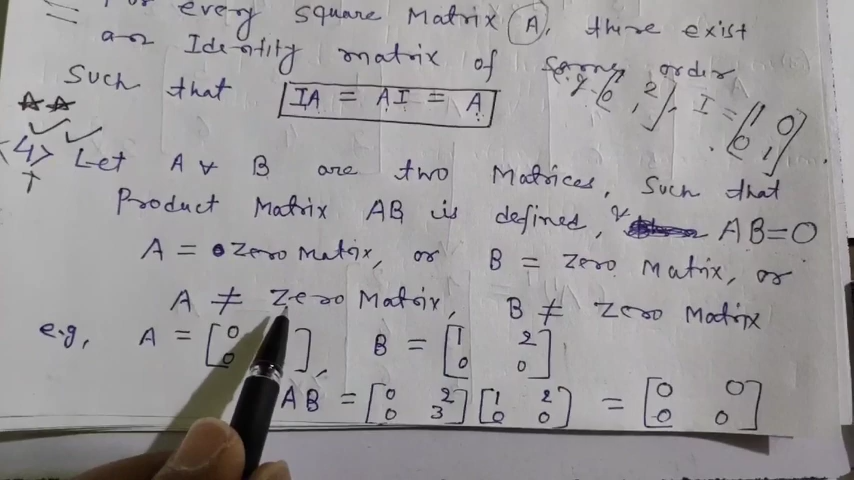 every square Matrix A, there exist
an Identity matrix of same order
e.g [ , 2], I = [1 0
0 1].
Such that IA = AI = A
<4> Let A & B are two Matrices, Such that
Product Matrix AB is defined, & AB=0
A = Zero Matrix, or B = Zero Matrix, or
A ≠ Zero Matrix, B ≠ Zero Matrix
e.g, A = [0
0 ], B = [1 2
0 0]
AB = [0 2
0 3] [1 2
0 0] = [0 0
0 0]